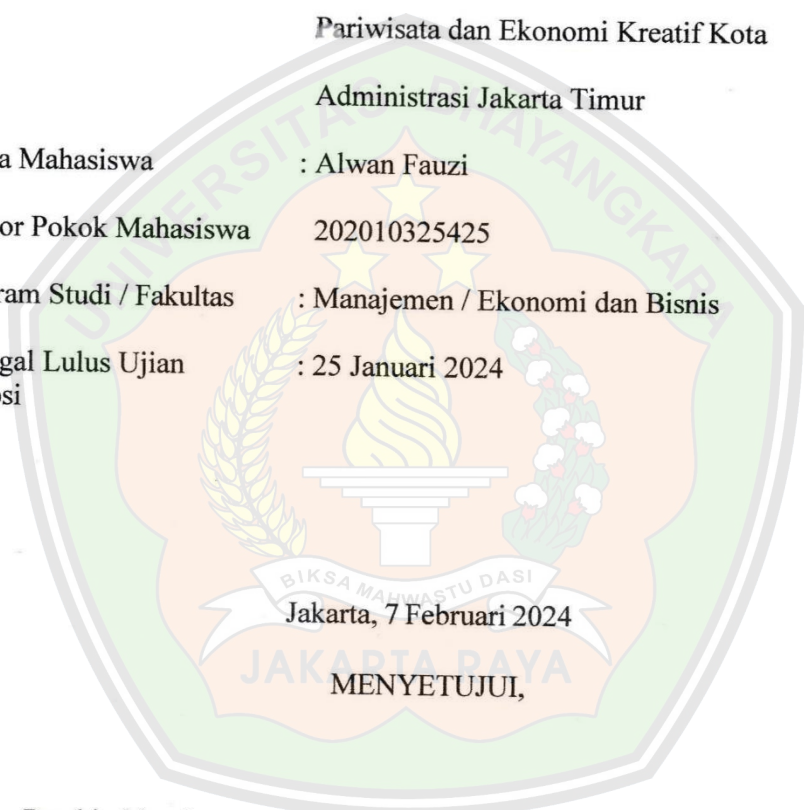 Pariwisata dan Ekonomi Kreatif Kota
Administrasi Jakarta Timur
a Mahasiswa : Alwan Fauzi
or Pokok Mahasiswa 202010325425
ram Studi / Fakultas : Manajemen / Ekonomi dan Bisnis
gal Lulus Ujian : 25 Januari 2024
si
UNIVERSITAS BHAYANGKARA
BIKSA MAHWASTU DASI
Jakarta, 7 Februari 2024
JAKARTA RAYA
MENYETUJUI,